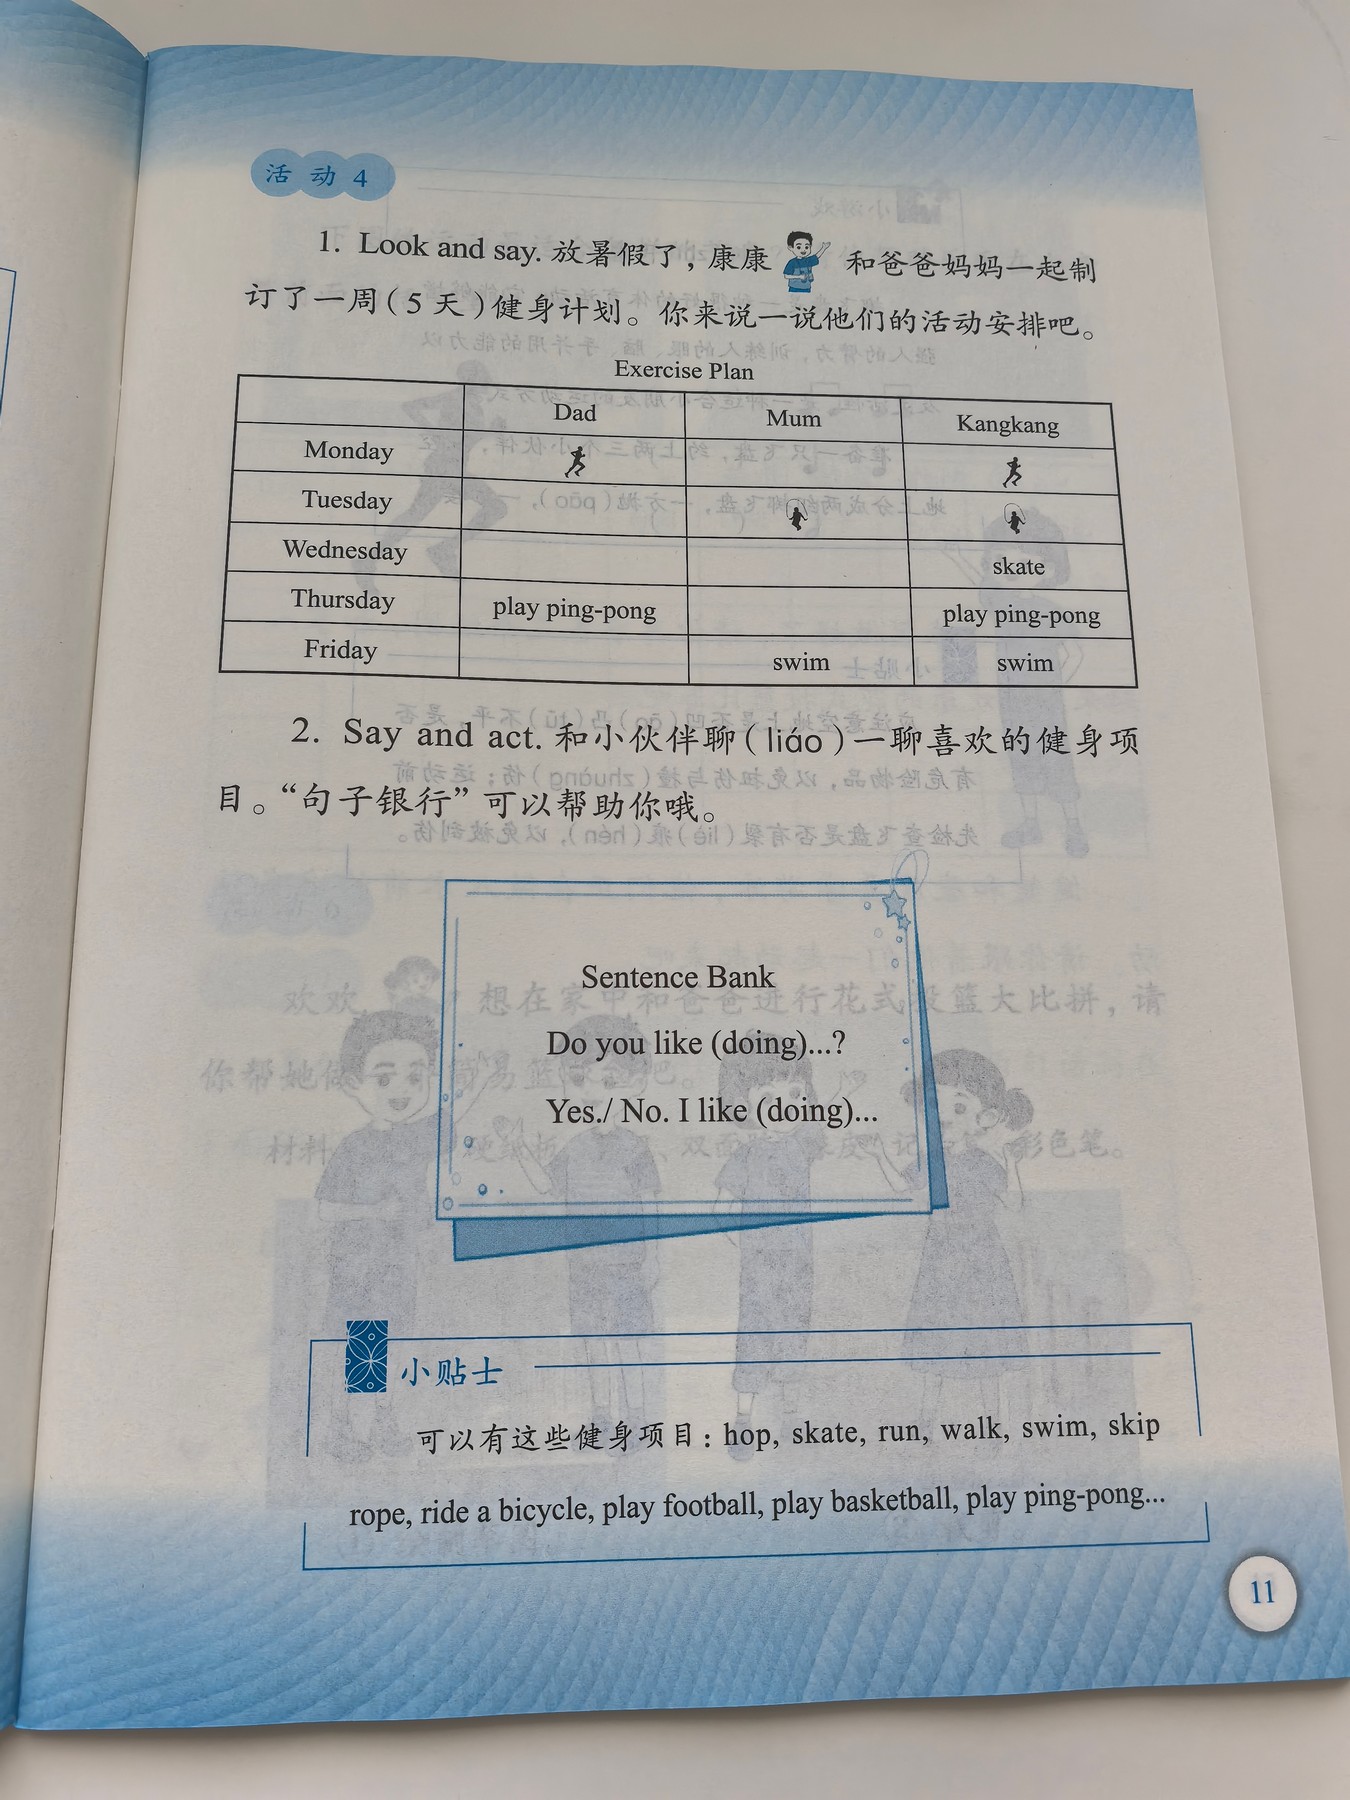 活动4
1. Look and say. 放暑假了，康康 和爸爸妈妈一起制
订了一周（5 天）健身计划。你来说一说他们的活动安排吧。
Exercise Plan
Dad Mum Kangkang
Monday
Tuesday
Wednesday skate
Thursday play ping-pong play ping-pong
Friday swim swim
2. Say and act. 和小伙伴聊（liáo）一聊喜欢的健身项
目。“句子银行”可以帮助你哦。
Sentence Bank
Do you like (doing)...?
Yes./ No. I like (doing)...
小贴士
可以有这些健身项目：hop, skate, run, walk, swim, skip
rope, ride a bicycle, play football, play basketball, play ping-pong...
11